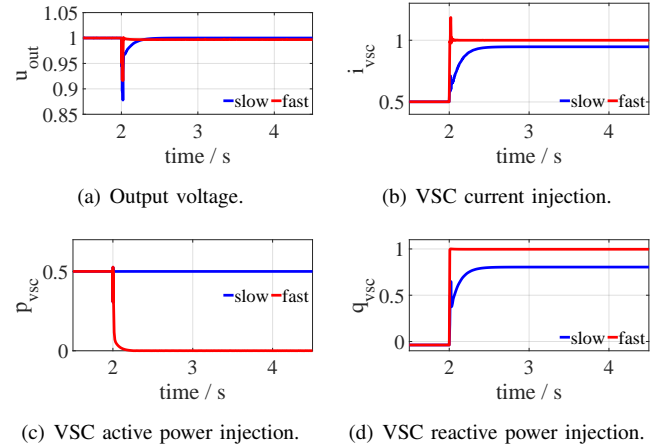 1.05
1
0.95
0.9
0.85
u_out
slow fast
2 3 4
time / s
(a) Output voltage.
1
0.5
i_vsc
slow fast
2 3 4
time / s
(b) VSC current injection.
0.5
0
p_vsc
slow fast
2 3 4
time / s
(c) VSC active power injection.
1
0.5
0
q_vsc
slow fast
2 3 4
time / s
(d) VSC reactive power injection.